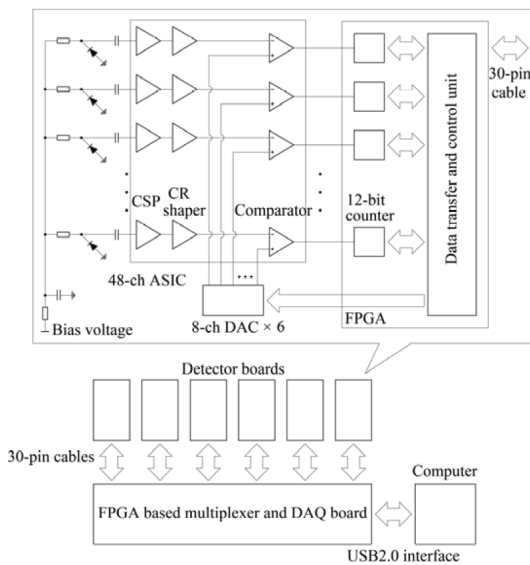 30-pin
cable
Data transfer and control unit
CSP
CR
shaper
Comparator
12-bit
counter
48-ch ASIC
8-ch DAC × 6
FPGA
Bias voltage
Detector boards
30-pin cables
Computer
FPGA based multiplexer and DAQ board
USB2.0 interface